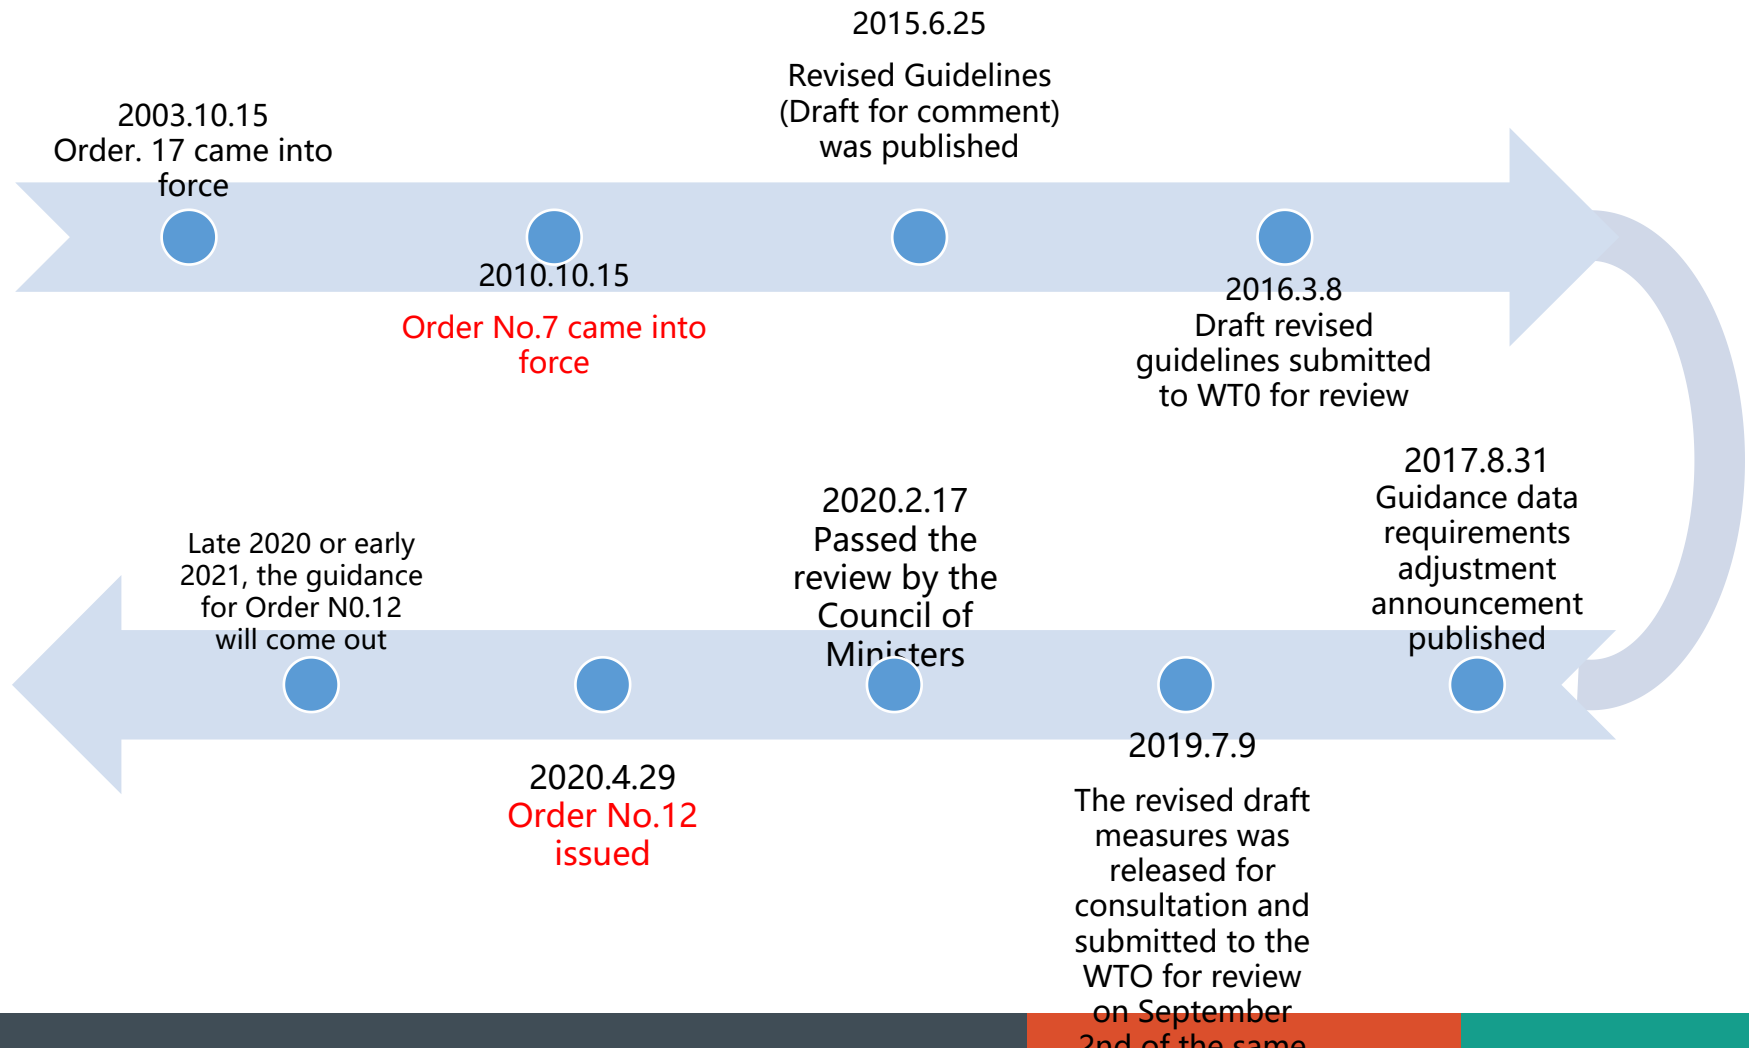 2003.10.15
Order. 17 came into
force
2010.10.15
Order No.7 came into
force
2015.6.25
Revised Guidelines
(Draft for comment)
was published
2016.3.8
Draft revised
guidelines submitted
to WT0 for review
2017.8.31
Guidance data
requirements
adjustment
announcement
published
2019.7.9
The revised draft
measures was
released for
consultation and
submitted to the
WTO for review
on September
2nd of the same
2020.2.17
Passed the
review by the
Council of
Ministers
2020.4.29
Order No.12
issued
Late 2020 or early
2021, the guidance
for Order N0.12
will come out